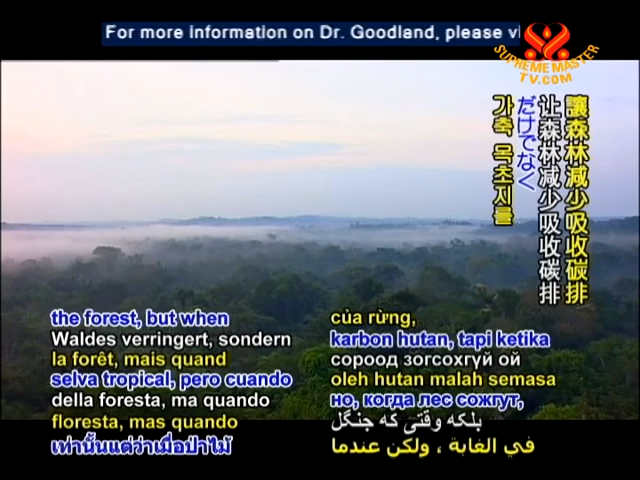 For more information on Dr. Goodland, please vi
SUPREME MASTER
TV.COM
讓森林減少吸收碳排
让森林减少吸收碳排
だけでなく
가축 목초지를
the forest, but when
Waldes verringert, sondern
la forêt, mais quand
selva tropical, pero cuando
della foresta, ma quando
floresta, mas quando
เท่านั้นแต่ว่าเมื่อป่าไม้
của rừng,
karbon hutan, tapi ketika
сороод зогсохгүй ой
oleh hutan malah semasa
но, когда лес сожгут,
بلکه وقتی که جنگل
في الغابة ، ولكن عندما